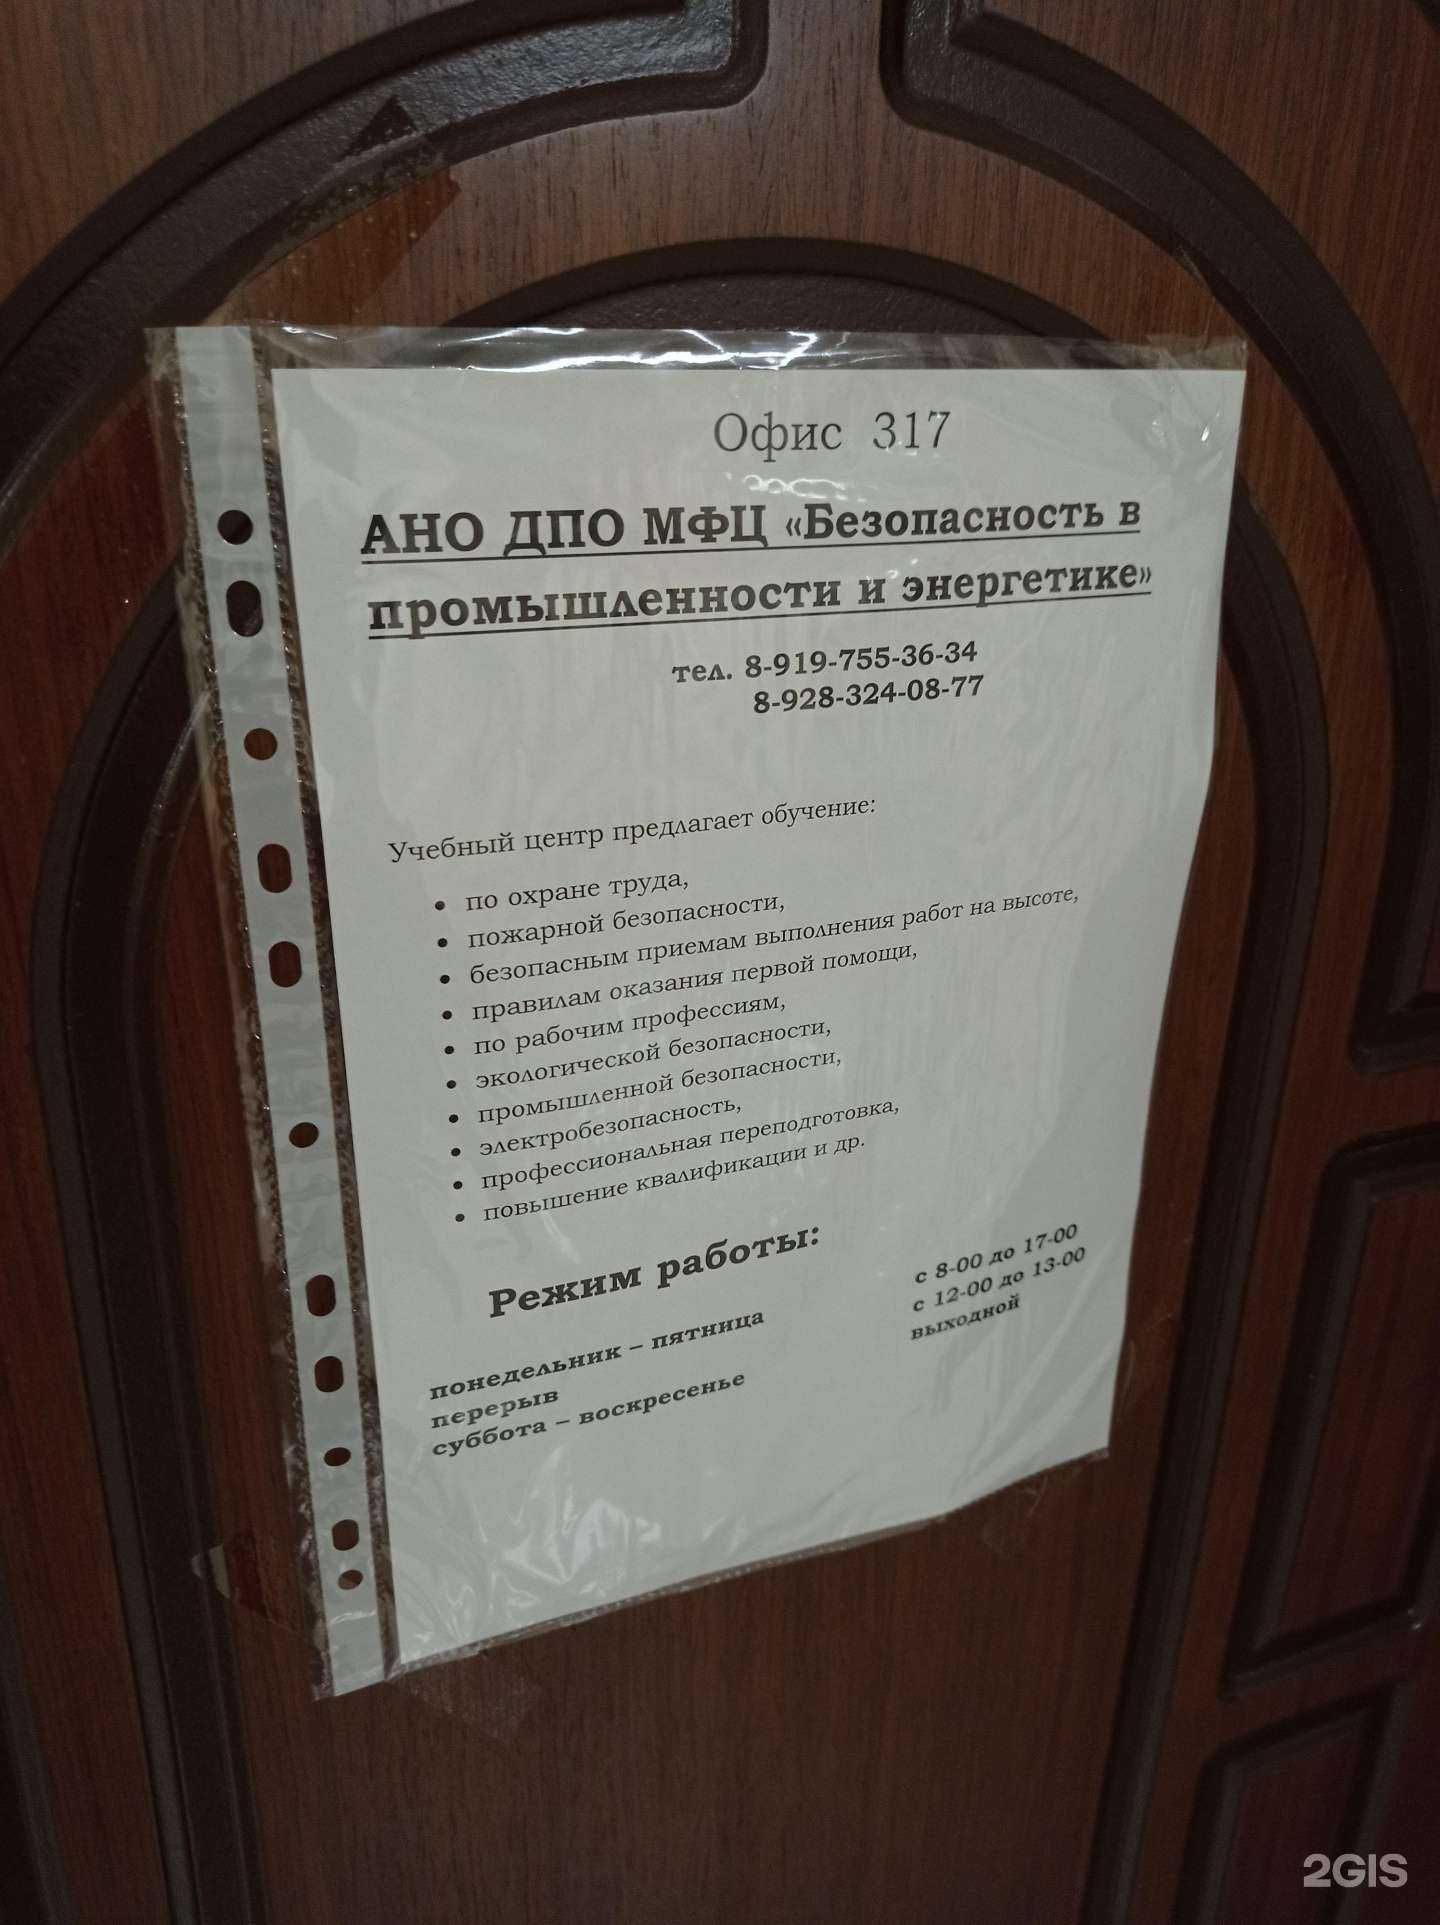 Офис 317
АНО ДПО МФЦ «Безопасность в
промышленности и энергетике»
тел. 8-919-755-36-34
8-928-324-08-77
Учебный центр предлагает обучение:
• по охране труда,
• пожарной безопасности,
• безопасным приемам выполнения работ на высоте,
• правилам оказания первой помощи,
• по рабочим профессиям,
• экологической безопасности,
• промышленной безопасности,
• электробезопасность,
• профессиональная переподготовка,
• повышение квалификации и др.
Режим работы:
понедельник – пятница с 8-00 до 17-00
перерыв с 12-00 до 13-00
суббота – воскресенье выходной
2GIS